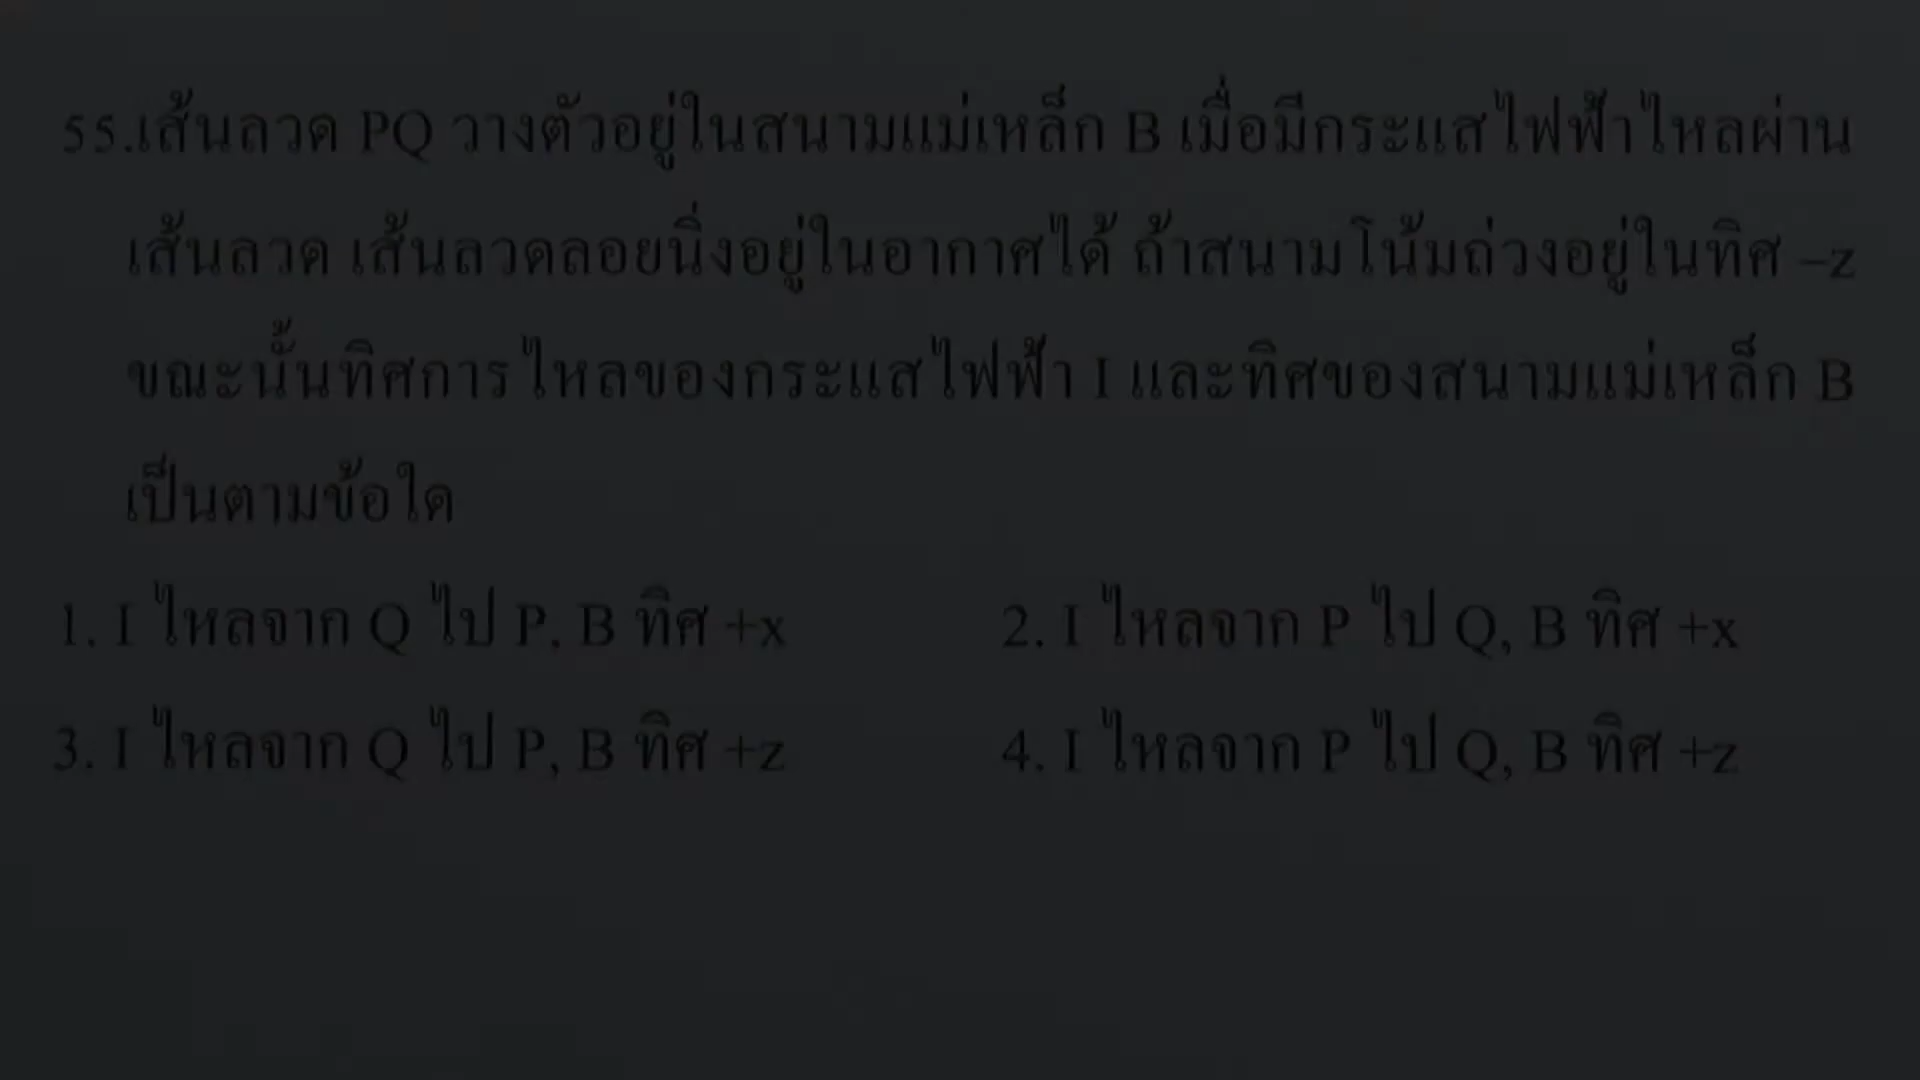 55.เส้นลวด PQ วางตัวอยู่ในสนามแม่เหล็ก B เมื่อมีกระแสไฟฟ้าไหลผ่าน
เส้นลวด เส้นลวดลอยนิ่งอยู่ในอากาศได้ ถ้าสนามโน้มถ่วงอยู่ในทิศ –z
ขณะนั้นทิศการไหลของกระแสไฟฟ้า I และทิศของสนามแม่เหล็ก B
เป็นตามข้อใด
1. I ไหลจาก Q ไป P, B ทิศ +x 2. I ไหลจาก P ไป Q, B ทิศ +x
3. I ไหลจาก Q ไป P, B ทิศ +z 4. I ไหลจาก P ไป Q, B ทิศ +z